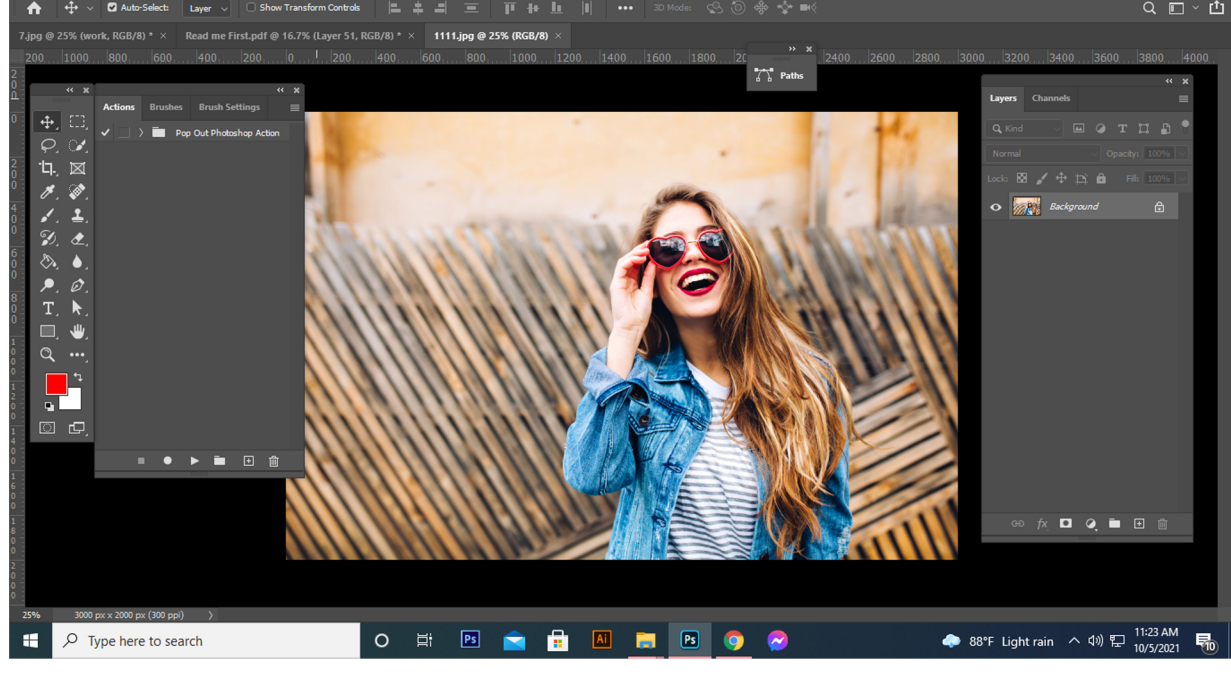 Auto-Select: Layer Show Transform Controls 3D Mode:
7.jpg @ 25% (work, RGB/8) * × Read me First.pdf @ 16.7% (Layer 51, RGB/8) * × 1111.jpg @ 25% (RGB/8) ×
200 1000 800 600 400 200 0 200 400 600 800 1000 1200 1400 1600 1800 2000 2400 2600 2800 3000 3200 3400 3600 3800 4000
Paths
Actions Brushes Brush Settings
Pop Out Photoshop Action
Layers Channels
Kind
Normal Opacity: 100%
Lock: Fill: 100%
Background
25% 3000 px x 2000 px (300 ppi)
Type here to search
Ps Ai Ps
88°F Light rain
11:23 AM
10/5/2021
10